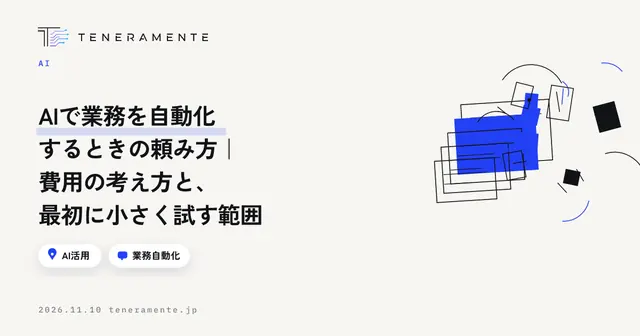 TENERAMENTE
AI
AIで業務を自動化
するときの頼み方｜
費用の考え方と、
最初に小さく試す範囲
AI活用
業務自動化
2026.11.10 teneramente.jp